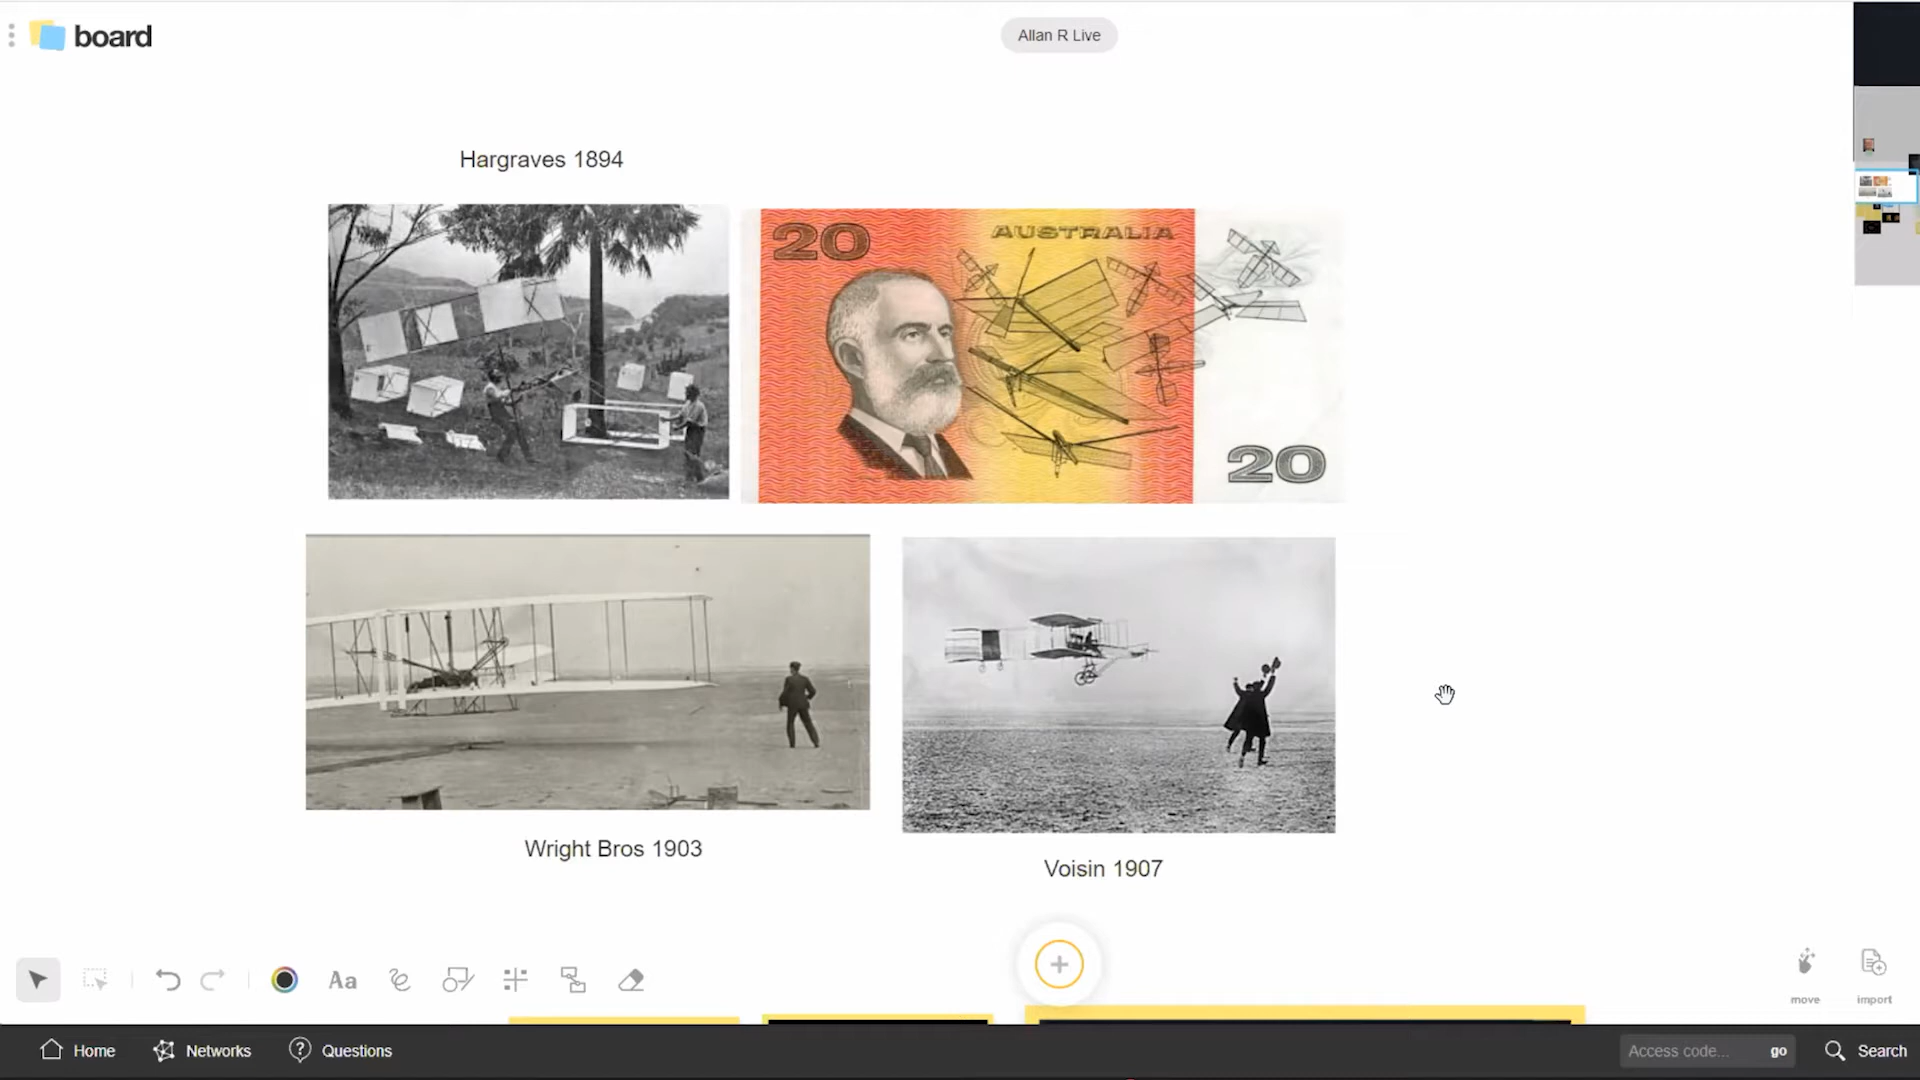 board
Allan R Live
Hargraves 1894
20
AUSTRALIA
20
Wright Bros 1903
Voisin 1907
Aa
move
import
Home
Networks
Questions
Access code...
go
Search